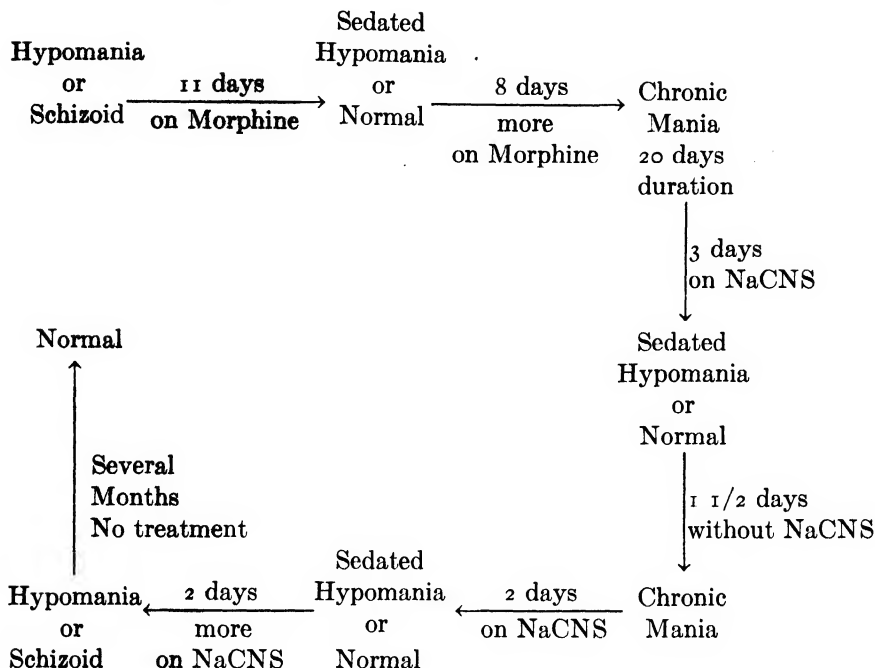 Hypomania
or
Schizoid
11 days
on Morphine
Sedated
Hypomania
or
Normal
8 days
more
on Morphine
Chronic
Mania
20 days
duration
3 days
on NaCNS
Sedated
Hypomania
or
Normal
1 1/2 days
without NaCNS
Chronic
Mania
2 days
on NaCNS
Sedated
Hypomania
or
Normal
2 days
more
on NaCNS
Hypomania
or
Schizoid
Several
Months
No treatment
Normal